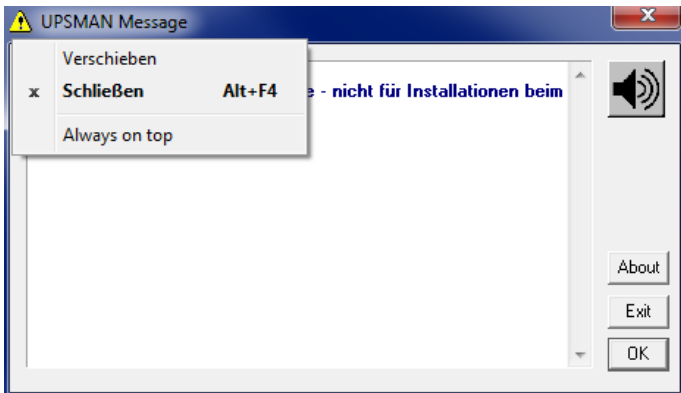 UPSMAN Message
x
Verschieben
x Schließen Alt+F4
- nicht für Installationen beim
Always on top
About
Exit
OK